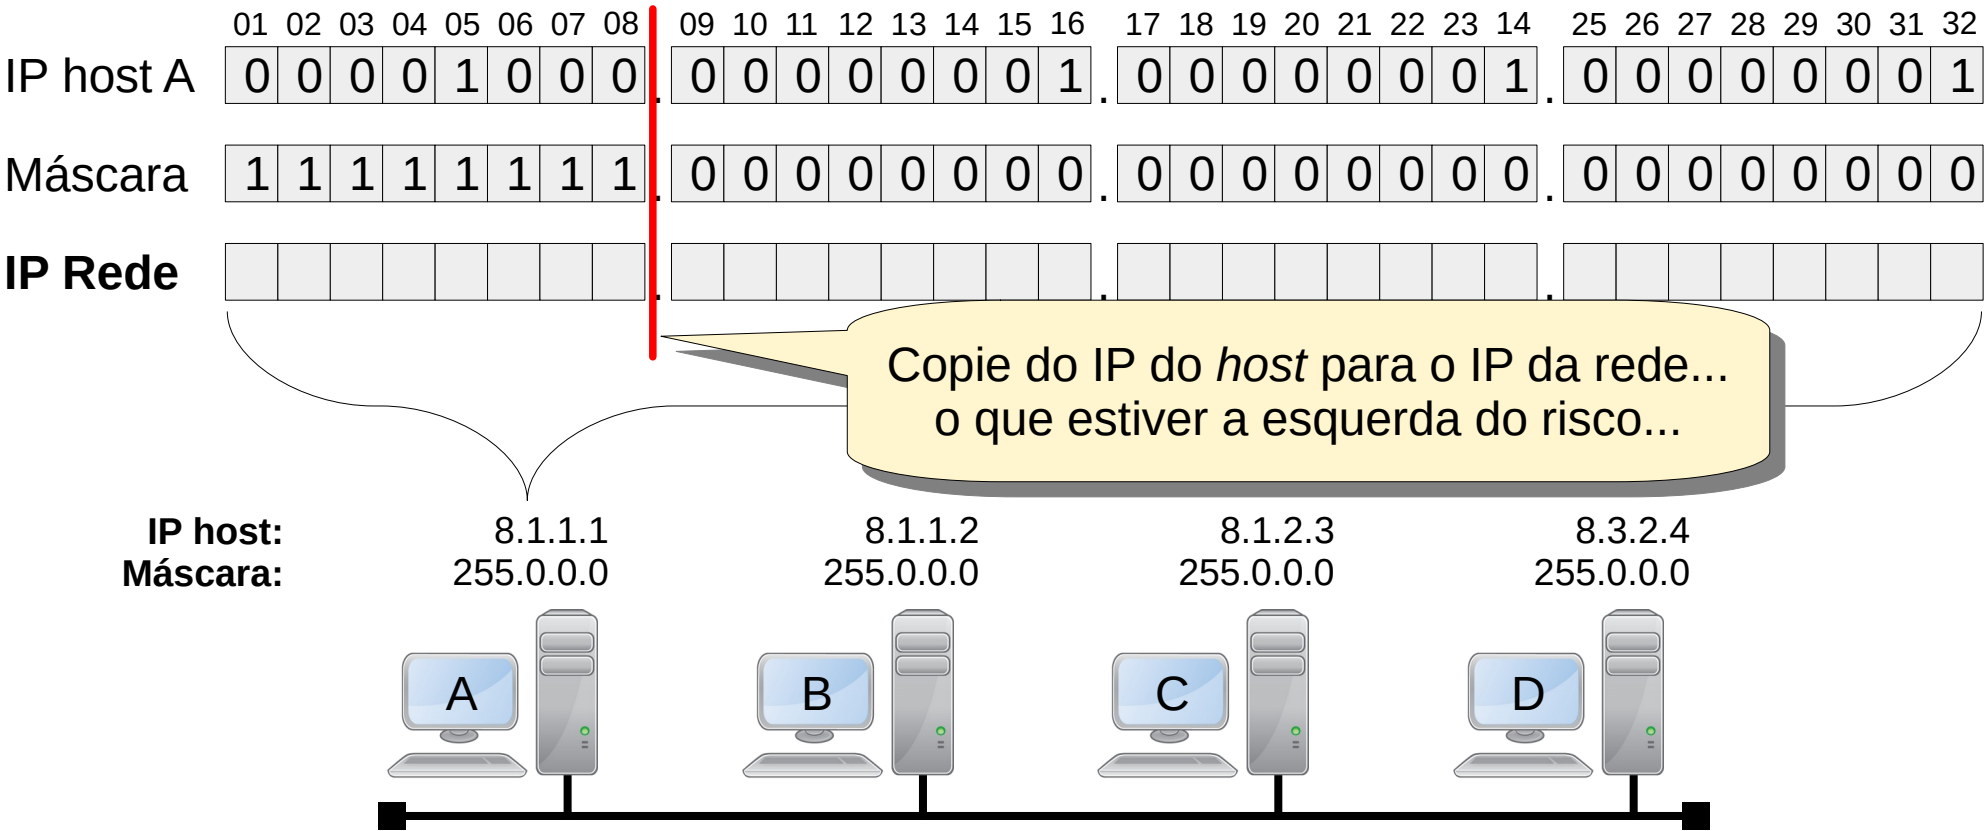 01 02 03 04 05 06 07 08 09 10 11 12 13 14 15 16 17 18 19 20 21 22 23 14 25 26 27 28 29 30 31 32
IP host A 0 0 0 0 1 0 0 0 . 0 0 0 0 0 0 0 1 . 0 0 0 0 0 0 0 1 . 0 0 0 0 0 0 0 1
Máscara 1 1 1 1 1 1 1 1 . 0 0 0 0 0 0 0 0 . 0 0 0 0 0 0 0 0 . 0 0 0 0 0 0 0 0
IP Rede . . .
Copie do IP do host para o IP da rede...
o que estiver a esquerda do risco...
IP host: 8.1.1.1 8.1.1.2 8.1.2.3 8.3.2.4
Máscara: 255.0.0.0 255.0.0.0 255.0.0.0 255.0.0.0
A B C D